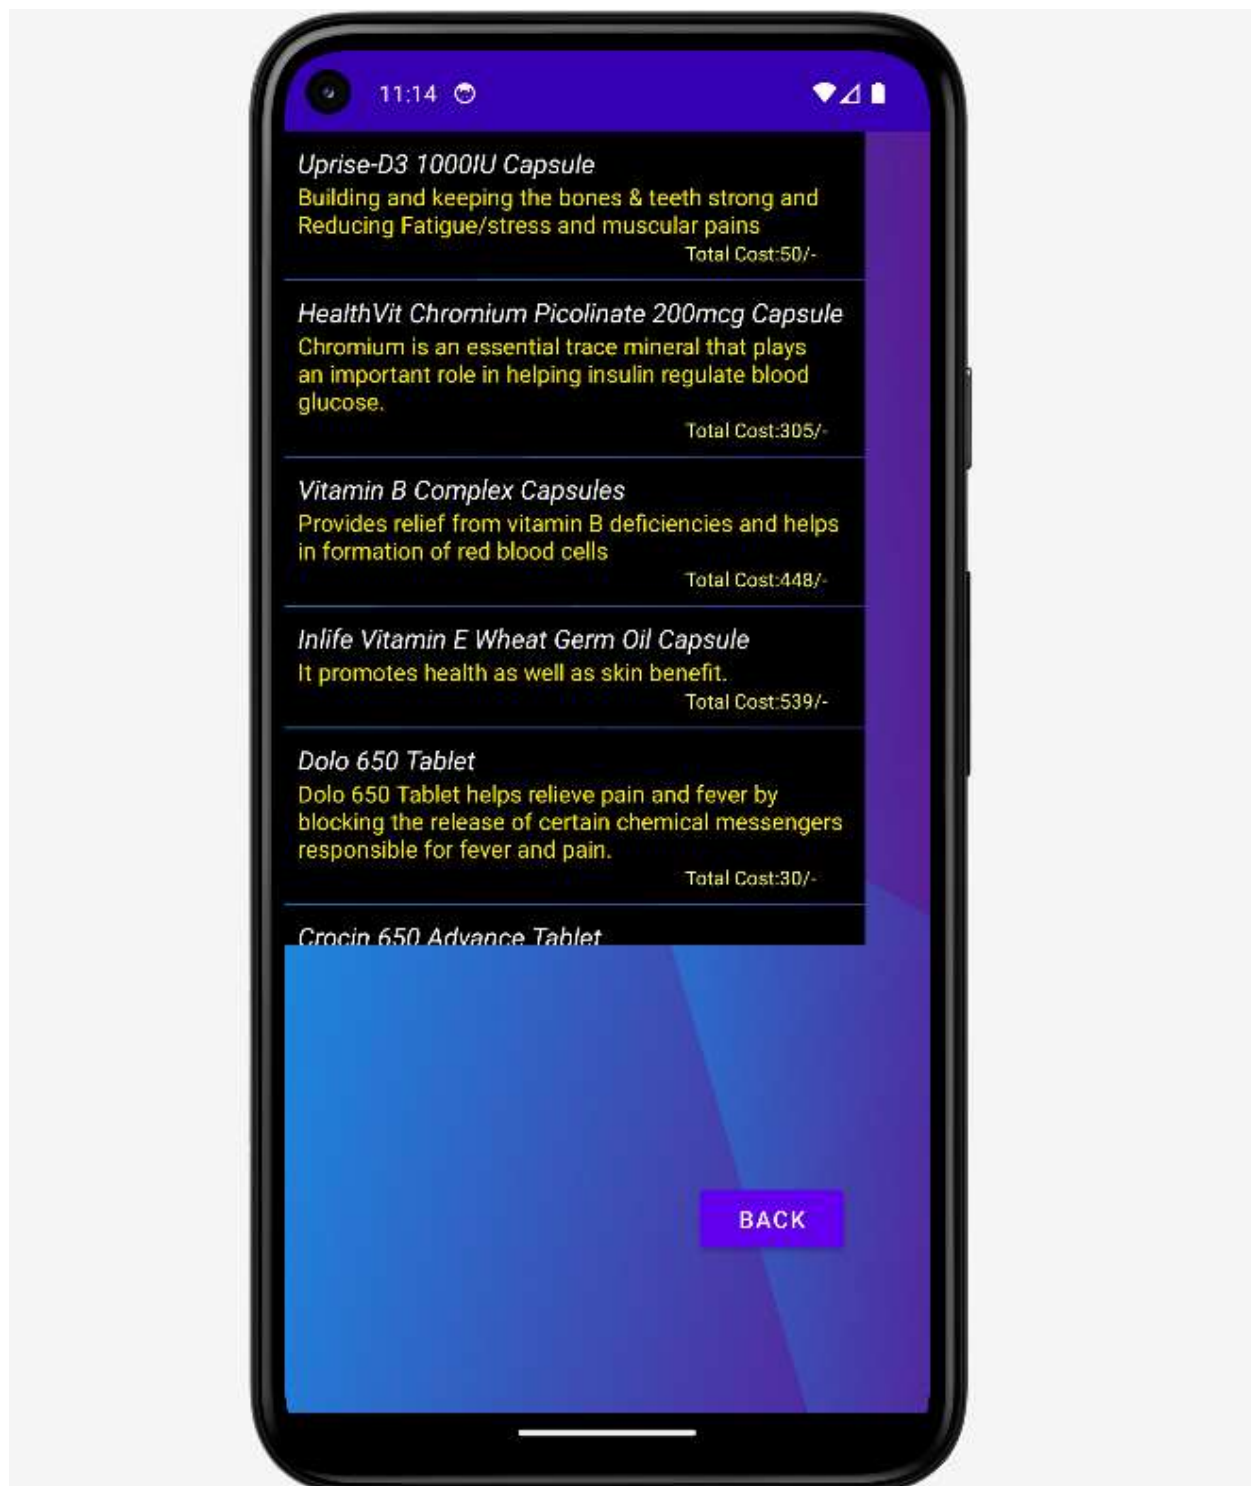 11:14
Uprise-D3 1000IU Capsule
Building and keeping the bones & teeth strong and
Reducing Fatigue/stress and muscular pains
Total Cost:50/-
HealthVit Chromium Picolinate 200mcg Capsule
Chromium is an essential trace mineral that plays
an important role in helping insulin regulate blood
glucose.
Total Cost:305/-
Vitamin B Complex Capsules
Provides relief from vitamin B deficiencies and helps
in formation of red blood cells
Total Cost:448/-
Inlife Vitamin E Wheat Germ Oil Capsule
It promotes health as well as skin benefit.
Total Cost:539/-
Dolo 650 Tablet
Dolo 650 Tablet helps relieve pain and fever by
blocking the release of certain chemical messengers
responsible for fever and pain.
Total Cost:30/-
Crocin 650 Advance Tablet
BACK